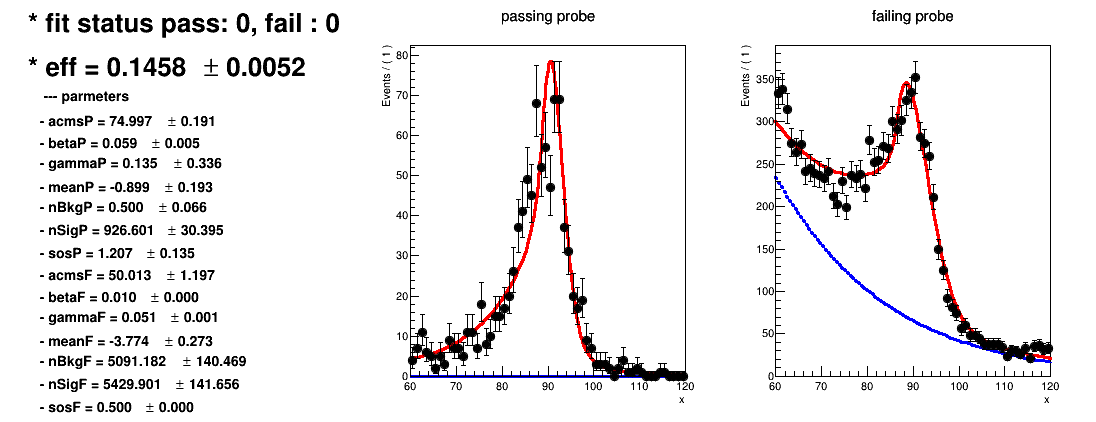 * fit status pass: 0, fail : 0
* eff = 0.1458 ± 0.0052
--- parmeters
- acmsP = 74.997 ± 0.191
- betaP = 0.059 ± 0.005
- gammaP = 0.135 ± 0.336
- meanP = -0.899 ± 0.193
- nBkgP = 0.500 ± 0.066
- nSigP = 926.601 ± 30.395
- sosP = 1.207 ± 0.135
- acmsF = 50.013 ± 1.197
- betaF = 0.010 ± 0.000
- gammaF = 0.051 ± 0.001
- meanF = -3.774 ± 0.273
- nBkgF = 5091.182 ± 140.469
- nSigF = 5429.901 ± 141.656
- sosF = 0.500 ± 0.000
passing probe
Events / ( 1 )
80
70
60
50
40
30
20
10
0
60 70 80 90 100 110 120
x
failing probe
Events / ( 1 )
350
300
250
200
150
100
50
0
60 70 80 90 100 110 120
x